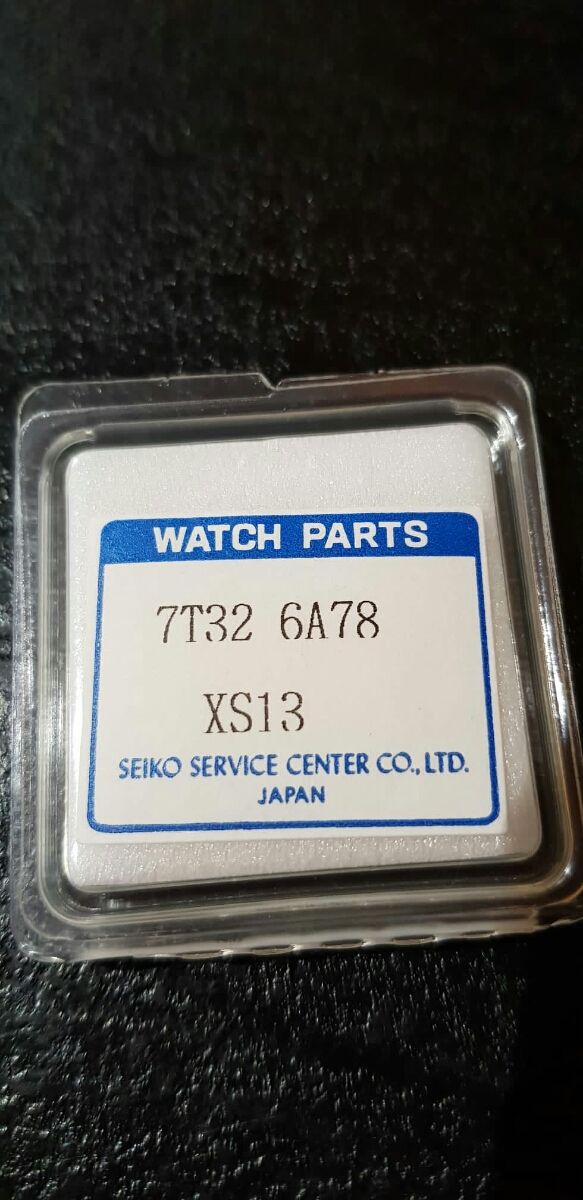 WATCH PARTS
7T32 6A78
XS13
SEIKO SERVICE CENTER CO., LTD.
JAPAN